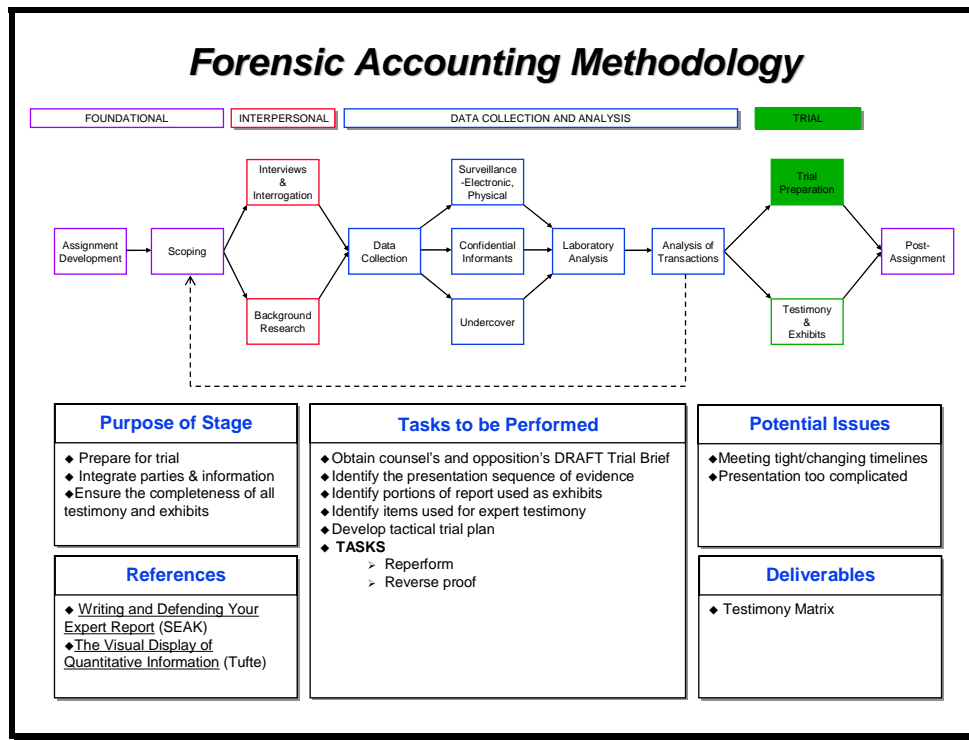 Forensic Accounting Methodology
FOUNDATIONAL
INTERPERSONAL
DATA COLLECTION AND ANALYSIS
TRIAL
Assignment
Development
Scoping
Interviews
&
Interrogation
Background
Research
Data
Collection
Surveillance
-Electronic,
Physical
Confidential
Informants
Undercover
Laboratory
Analysis
Analysis of
Transactions
Trial
Preparation
Testimony
&
Exhibits
Post-
Assignment
Purpose of Stage
◆ Prepare for trial
◆ Integrate parties & information
◆Ensure the completeness of all
testimony and exhibits
References
◆ Writing and Defending Your
Expert Report (SEAK)
◆The Visual Display of
Quantitative Information (Tufte)
Tasks to be Performed
◆Obtain counsel's and opposition's DRAFT Trial Brief
◆Identify the presentation sequence of evidence
◆Identify portions of report used as exhibits
◆Identify items used for expert testimony
◆Develop tactical trial plan
◆ TASKS
➢ Reperform
➢ Reverse proof
Potential Issues
◆Meeting tight/changing timelines
◆Presentation too complicated
Deliverables
◆ Testimony Matrix